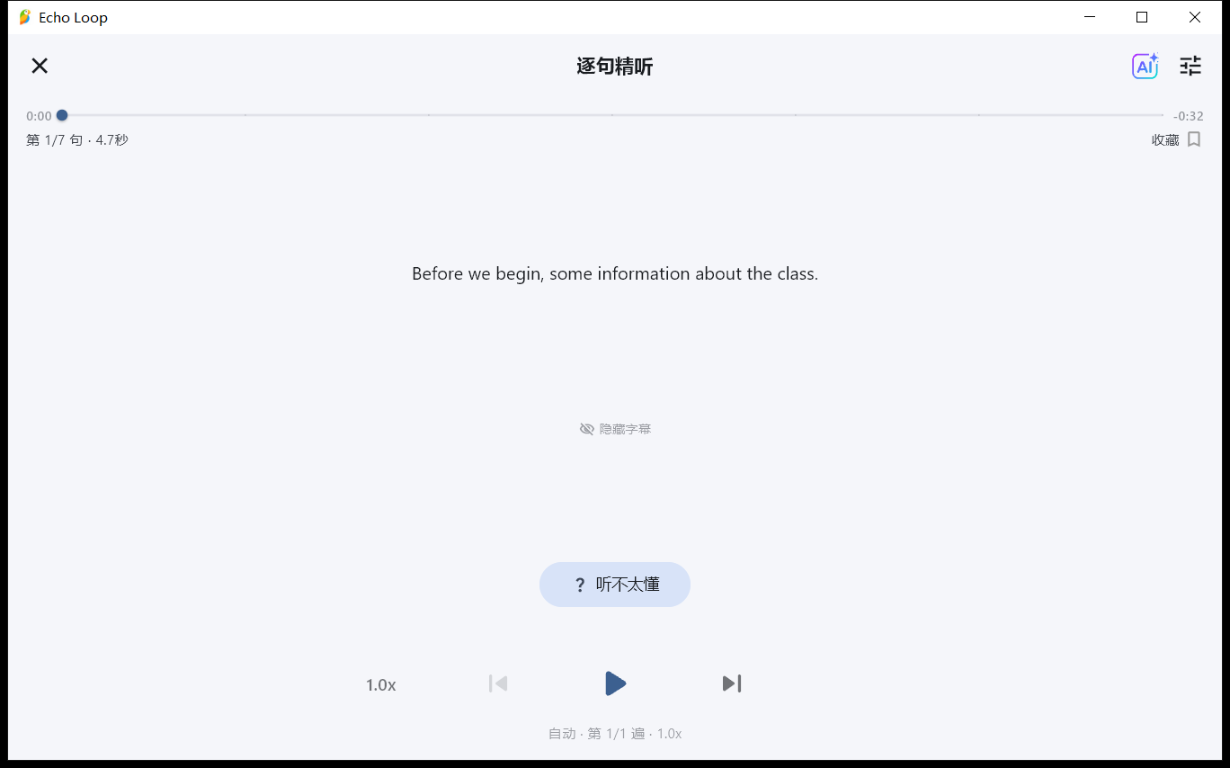 Echo Loop
逐句精听
AI
0:00
-0:32
第 1/7 句 · 4.7秒
收藏
Before we begin, some information about the class.
隐藏字幕
? 听不太懂
1.0x
自动 · 第 1/1 遍 · 1.0x